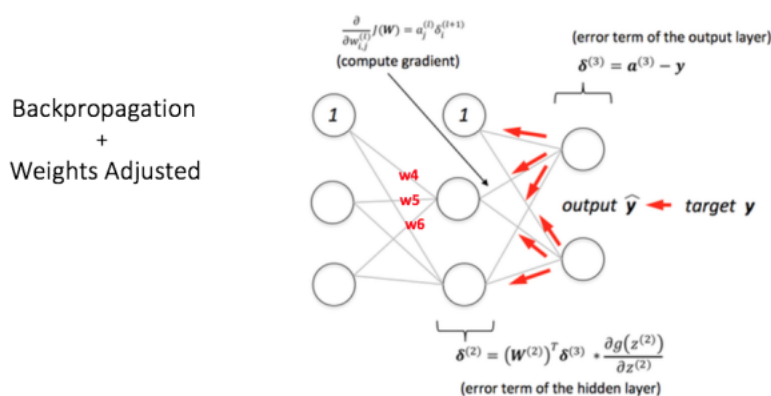 Backpropagation
+
Weights Adjusted
∂/∂w_{i,j}^{(l)} J(W) = a_j^{(l)} δ_i^{(l+1)}
(compute gradient)
(error term of the output layer)
δ^{(3)} = a^{(3)} − y
1
1
w4
w5
w6
output ŷ
target y
δ^{(2)} = (W^{(2)})^T δ^{(3)} * ∂g(z^{(2)})/∂z^{(2)}
(error term of the hidden layer)